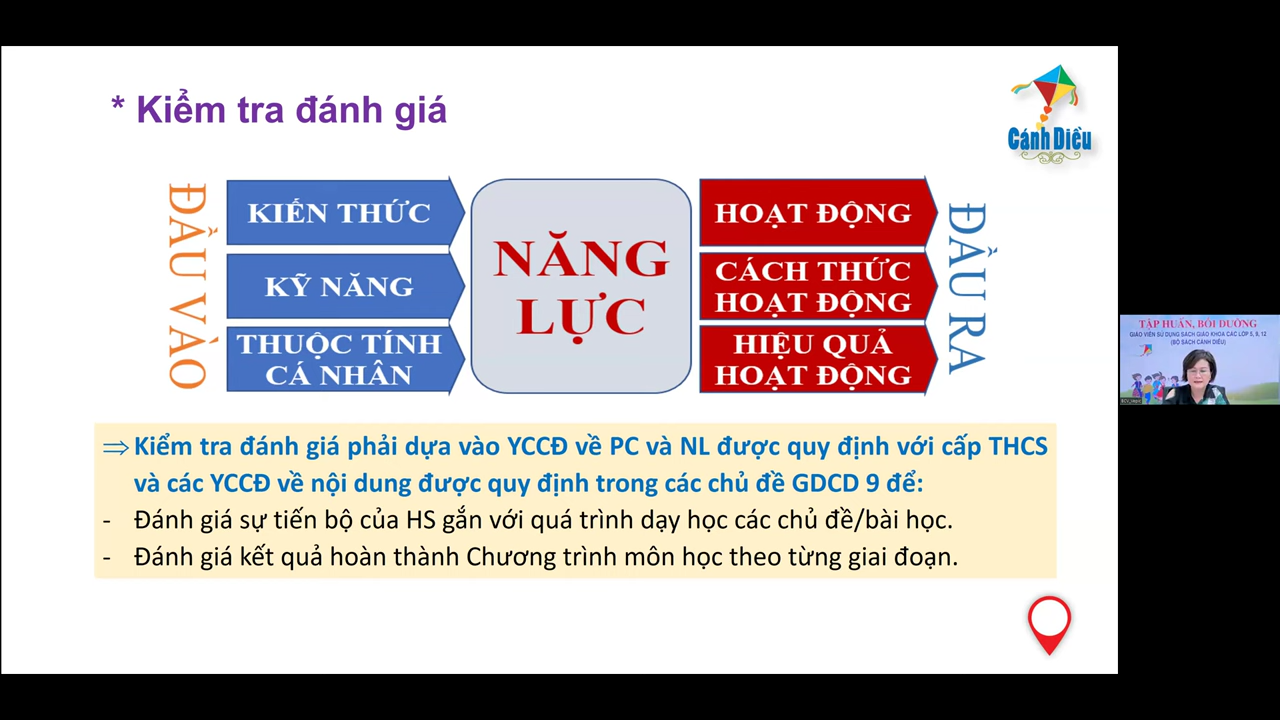 * Kiểm tra đánh giá
Cánh Diều
ĐẦU VÀO
KIẾN THỨC
KỸ NĂNG
THUỘC TÍNH
CÁ NHÂN
NĂNG
LỰC
HOẠT ĐỘNG
CÁCH THỨC
HOẠT ĐỘNG
HIỆU QUẢ
HOẠT ĐỘNG
ĐẦU RA
⇒ Kiểm tra đánh giá phải dựa vào YCCĐ về PC và NL được quy định với cấp THCS
và các YCCĐ về nội dung được quy định trong các chủ đề GDCD 9 để:
- Đánh giá sự tiến bộ của HS gắn với quá trình dạy học các chủ đề/bài học.
- Đánh giá kết quả hoàn thành Chương trình môn học theo từng giai đoạn.
TẬP HUẤN, BỒI DƯỠNG
GIÁO VIÊN SỬ DỤNG SÁCH GIÁO KHOA CÁC LỚP 5, 9, 12
(BỘ SÁCH CÁNH DIỀU)